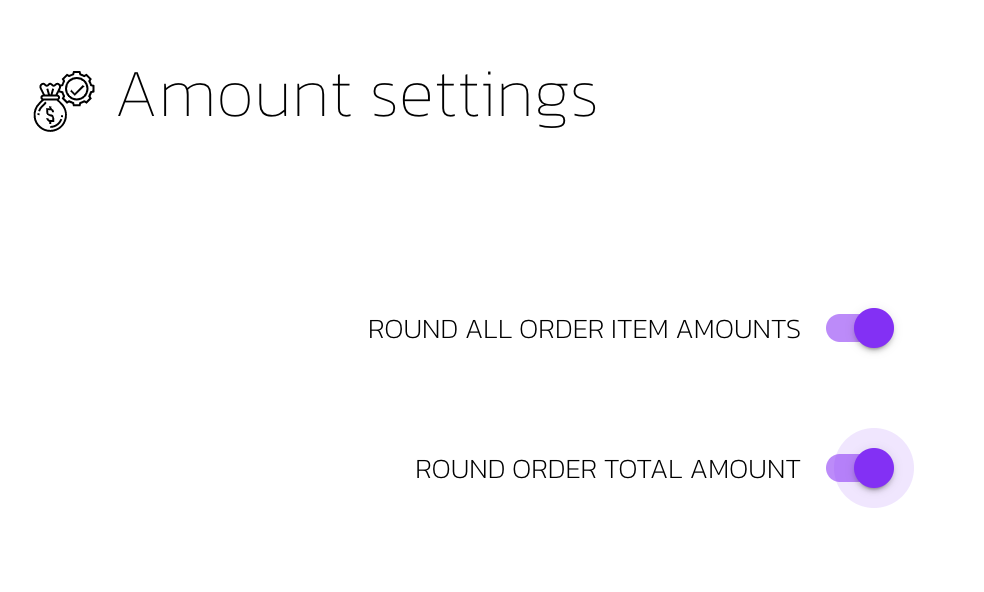 Amount settings
ROUND ALL ORDER ITEM AMOUNTS
ROUND ORDER TOTAL AMOUNT